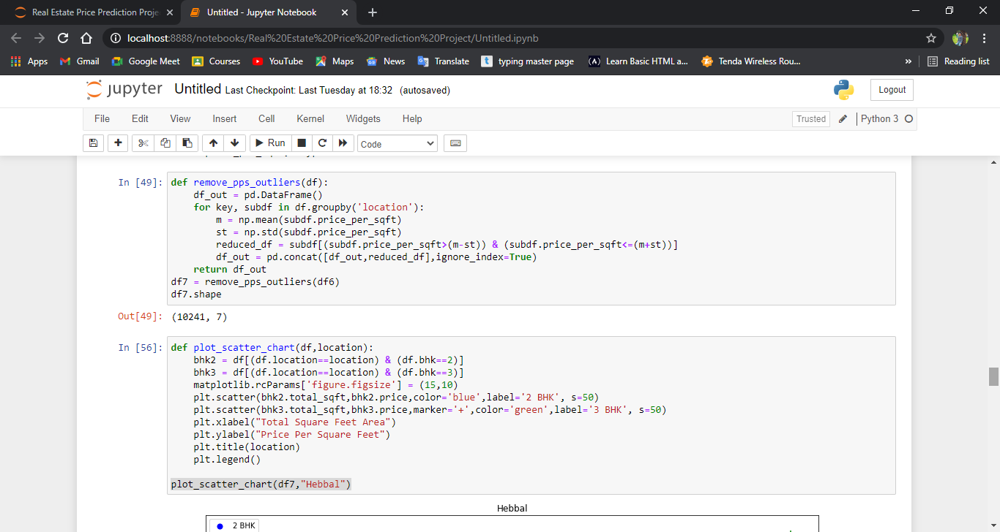 Real Estate Price Prediction Proje
Untitled - Jupyter Notebook
localhost:8888/notebooks/Real%20Estate%20Price%20Prediction%20Project/Untitled.ipynb
Apps Gmail Google Meet Courses YouTube Maps News Translate typing master page Learn Basic HTML a... Tenda Wireless Rou... » Reading list
jupyter Untitled Last Checkpoint: Last Tuesday at 18:32 (autosaved)
Logout
File Edit View Insert Cell Kernel Widgets Help Trusted Python 3
Run Code
In [49]: def remove_pps_outliers(df):
    df_out = pd.DataFrame()
    for key, subdf in df.groupby('location'):
        m = np.mean(subdf.price_per_sqft)
        st = np.std(subdf.price_per_sqft)
        reduced_df = subdf[(subdf.price_per_sqft>(m-st)) & (subdf.price_per_sqft<=(m+st))]
        df_out = pd.concat([df_out,reduced_df],ignore_index=True)
    return df_out
df7 = remove_pps_outliers(df6)
df7.shape
Out[49]: (10241, 7)
In [56]: def plot_scatter_chart(df,location):
    bhk2 = df[(df.location==location) & (df.bhk==2)]
    bhk3 = df[(df.location==location) & (df.bhk==3)]
    matplotlib.rcParams['figure.figsize'] = (15,10)
    plt.scatter(bhk2.total_sqft,bhk2.price,color='blue',label='2 BHK', s=50)
    plt.scatter(bhk3.total_sqft,bhk3.price,marker='+',color='green',label='3 BHK', s=50)
    plt.xlabel("Total Square Feet Area")
    plt.ylabel("Price Per Square Feet")
    plt.title(location)
    plt.legend()
plot_scatter_chart(df7,"Hebbal")
Hebbal
2 BHK